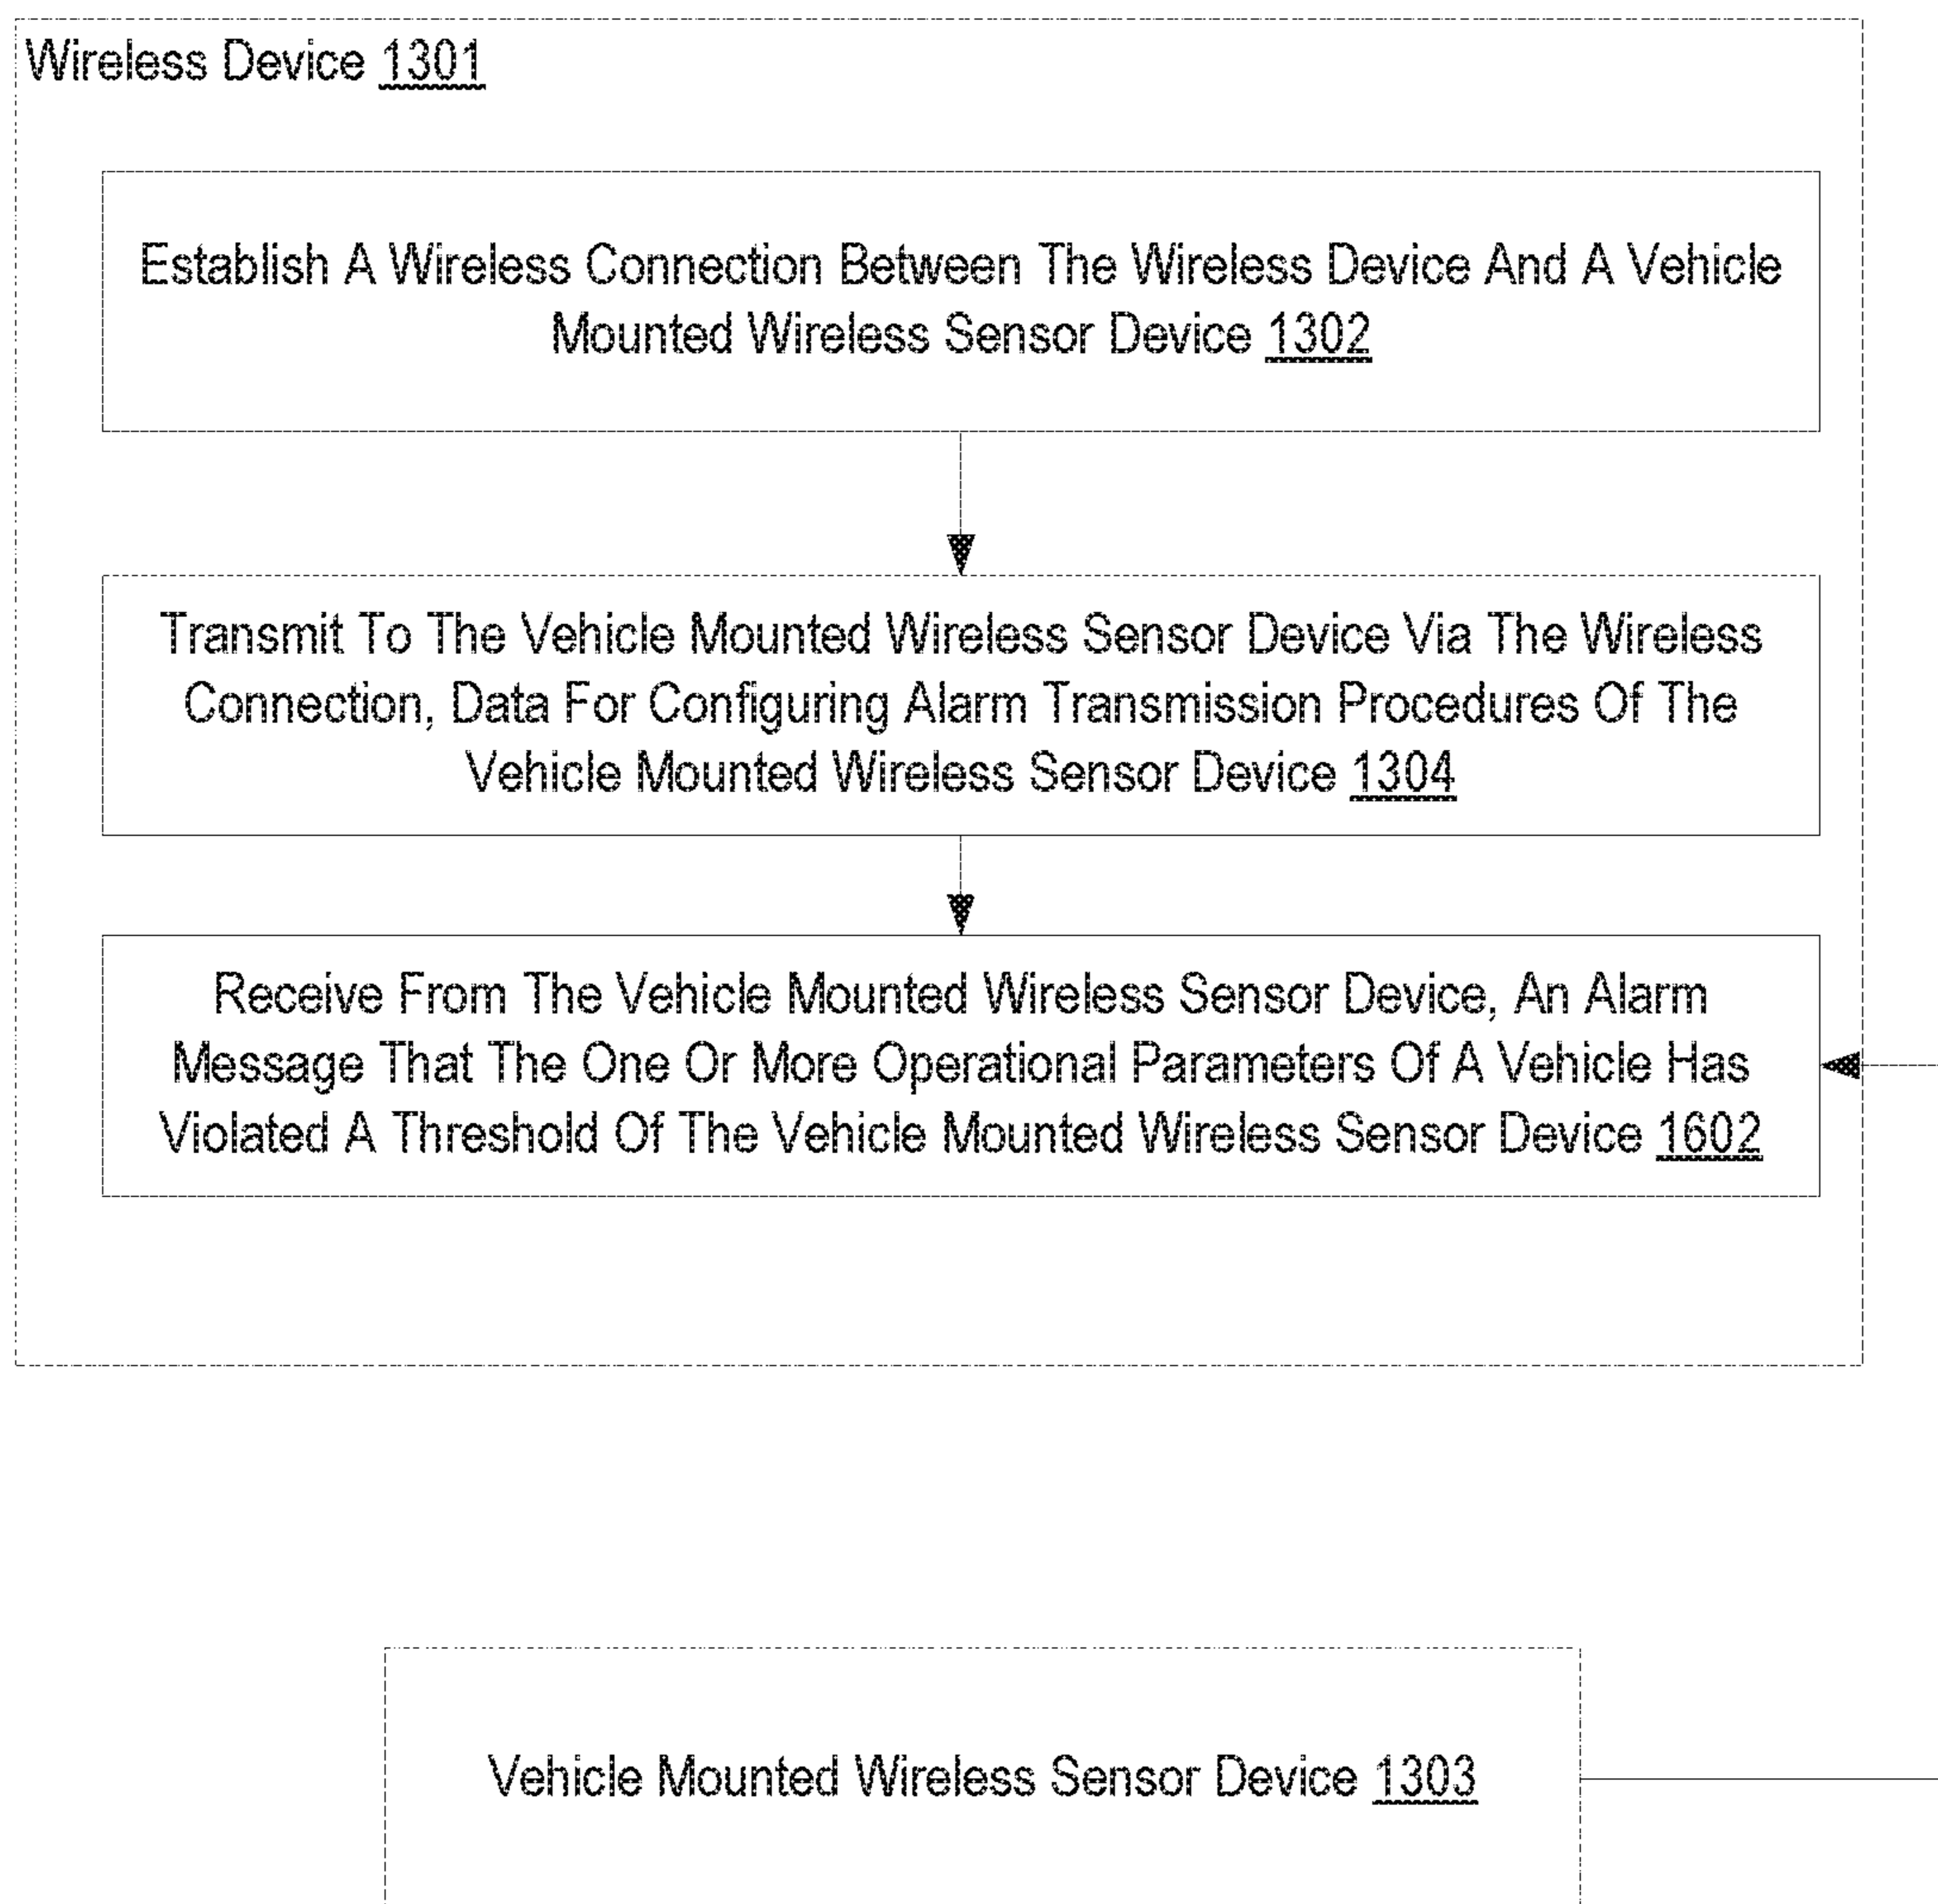 Wireless Device 1301
Establish A Wireless Connection Between The Wireless Device And A Vehicle
Mounted Wireless Sensor Device 1302
Transmit To The Vehicle Mounted Wireless Sensor Device Via The Wireless
Connection, Data For Configuring Alarm Transmission Procedures Of The
Vehicle Mounted Wireless Sensor Device 1304
Receive From The Vehicle Mounted Wireless Sensor Device, An Alarm
Message That The One Or More Operational Parameters Of A Vehicle Has
Violated A Threshold Of The Vehicle Mounted Wireless Sensor Device 1602
Vehicle Mounted Wireless Sensor Device 1303